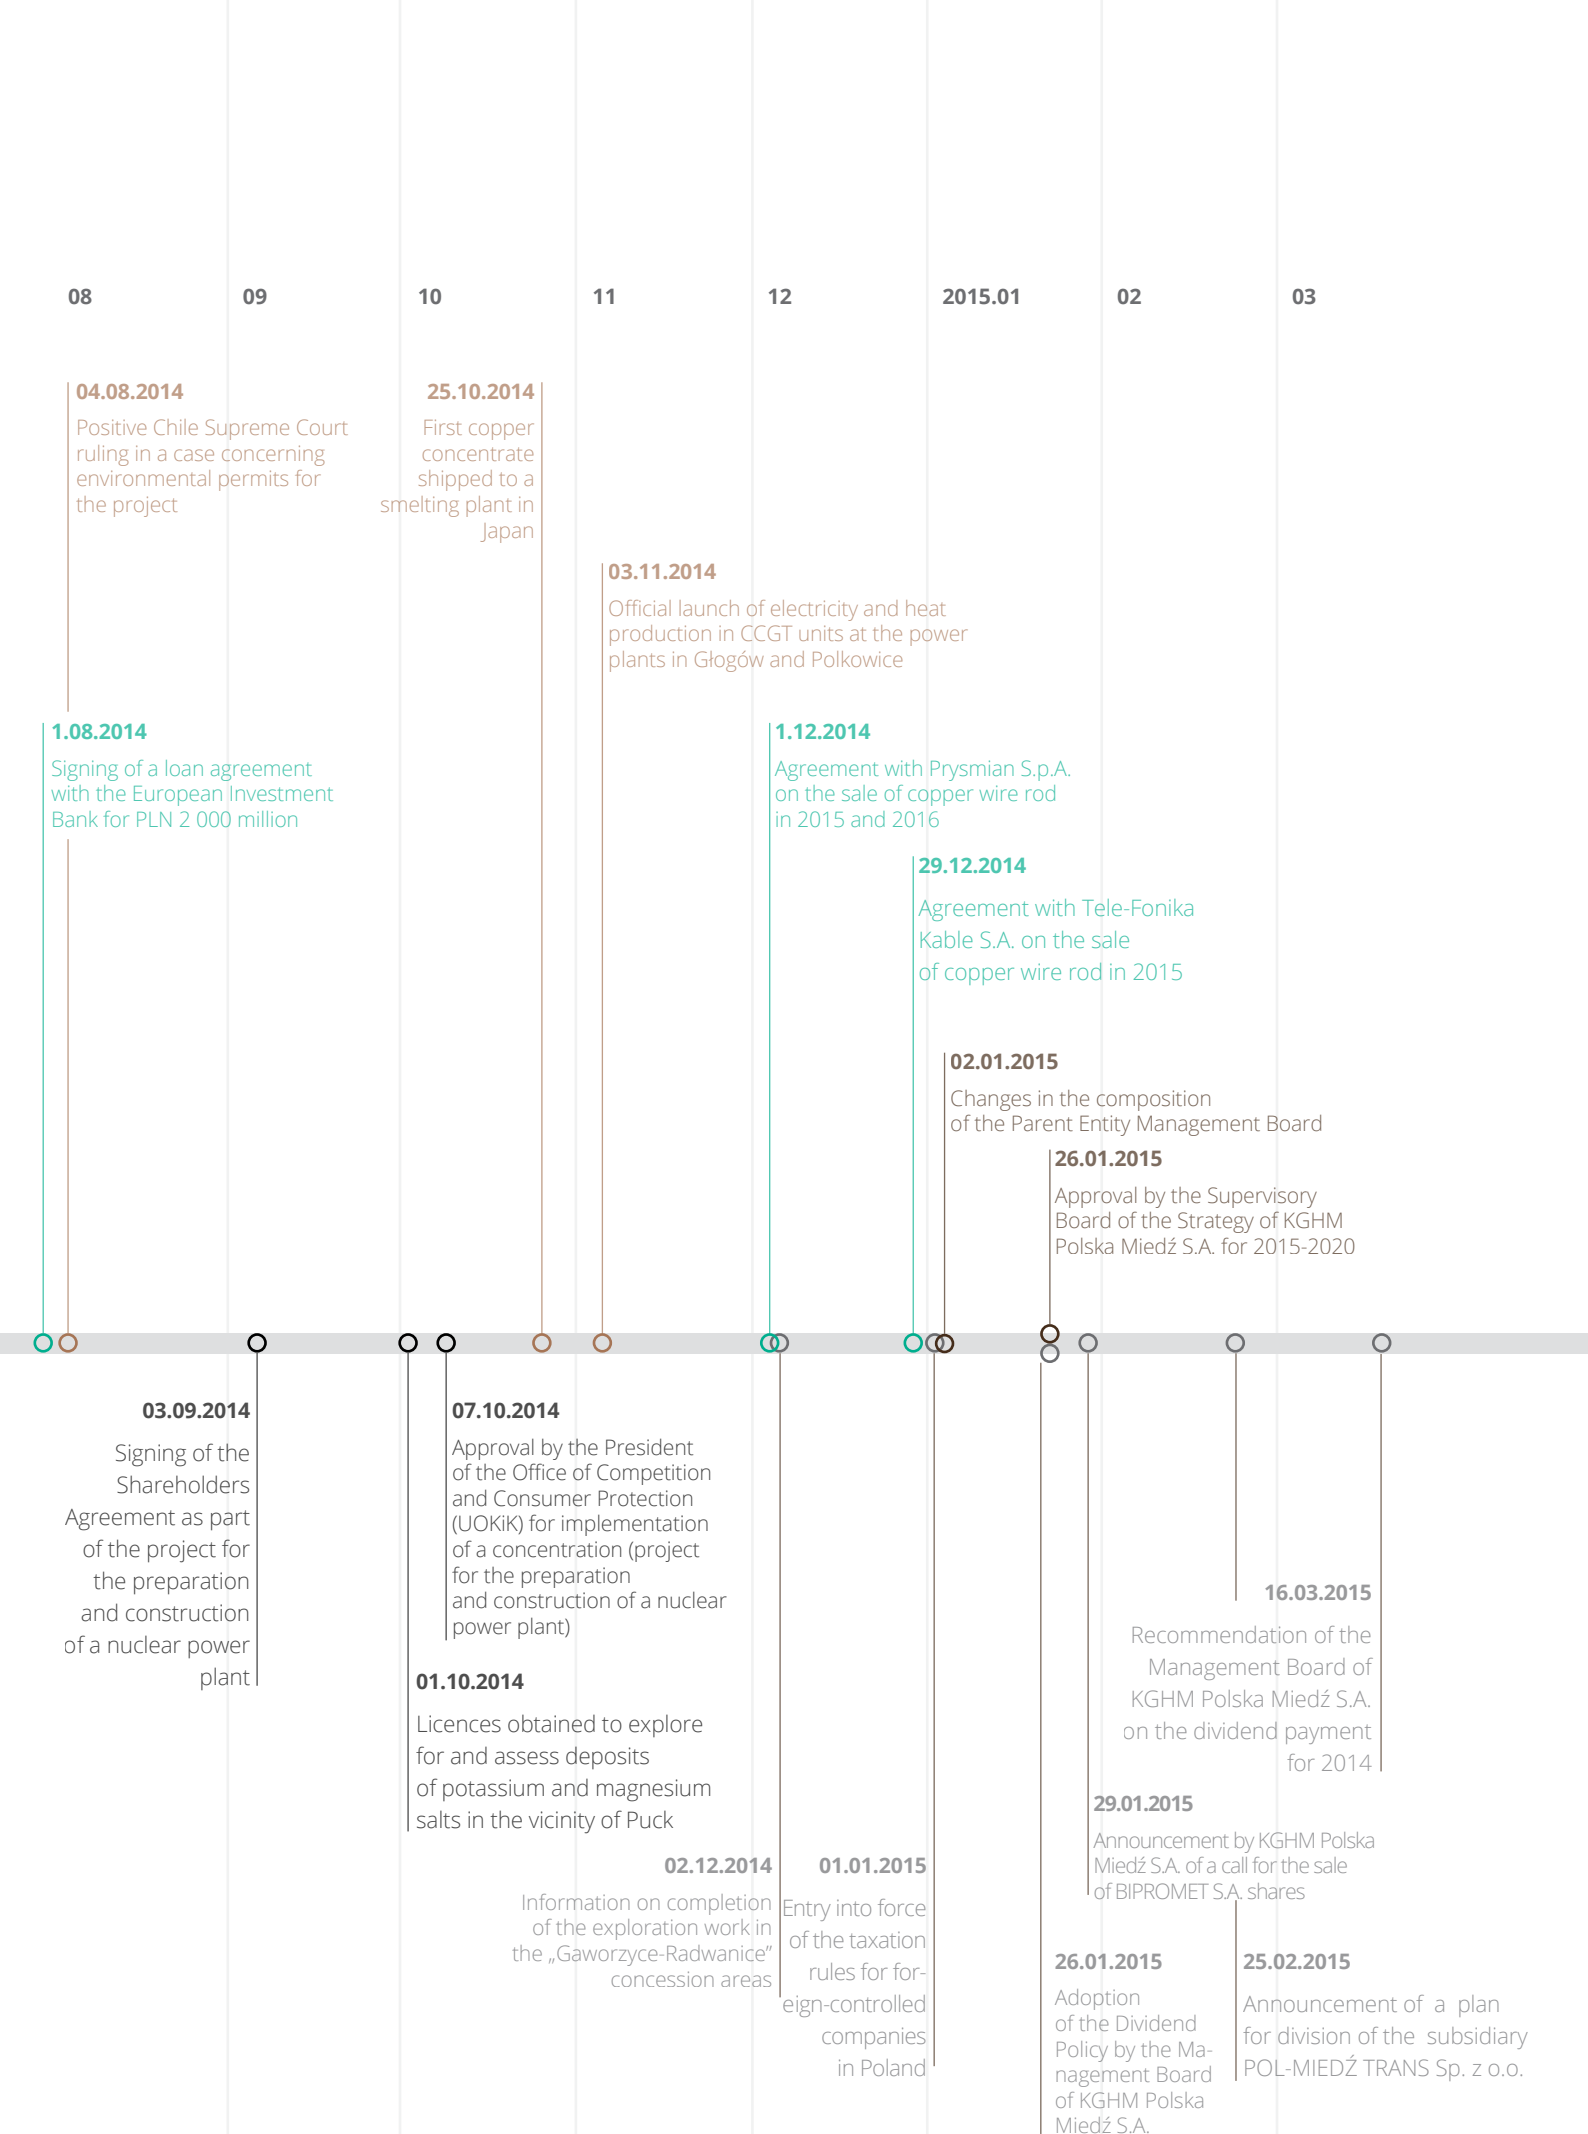 08 09 10 11 12 2015.01 02 03
04.08.2014
Positive Chile Supreme Court
ruling in a case concerning
environmental permits for
the project
25.10.2014
First copper
concentrate
shipped to a
smelting plant in
Japan
03.11.2014
Official launch of electricity and heat
production in CCGT units at the power
plants in Głogów and Polkowice
1.08.2014
Signing of a loan agreement
with the European Investment
Bank for PLN 2 000 million
1.12.2014
Agreement with Prysmian S.p.A.
on the sale of copper wire rod
in 2015 and 2016
29.12.2014
Agreement with Tele-Fonika
Kable S.A. on the sale
of copper wire rod in 2015
02.01.2015
Changes in the composition
of the Parent Entity Management Board
26.01.2015
Approval by the Supervisory
Board of the Strategy of KGHM
Polska Miedź S.A. for 2015-2020
03.09.2014
Signing of the
Shareholders
Agreement as part
of the project for
the preparation
and construction
of a nuclear power
plant
07.10.2014
Approval by the President
of the Office of Competition
and Consumer Protection
(UOKiK) for implementation
of a concentration (project
for the preparation
and construction of a nuclear
power plant)
01.10.2014
Licences obtained to explore
for and assess deposits
of potassium and magnesium
salts in the vicinity of Puck
16.03.2015
Recommendation of the
Management Board of
KGHM Polska Miedź S.A.
on the dividend payment
for 2014
29.01.2015
Announcement by KGHM Polska
Miedź S.A. of a call for the sale
of BIPROMET S.A. shares
02.12.2014
Information on completion
of the exploration work in
the „Gaworzyce-Radwanice”
concession areas
01.01.2015
Entry into force
of the taxation
rules for for-
eign-controlled
companies
in Poland
26.01.2015
Adoption
of the Dividend
Policy by the Ma-
nagement Board
of KGHM Polska
Miedź S.A.
25.02.2015
Announcement of a plan
for division of the subsidiary
POL-MIEDŹ TRANS Sp. z o.o.